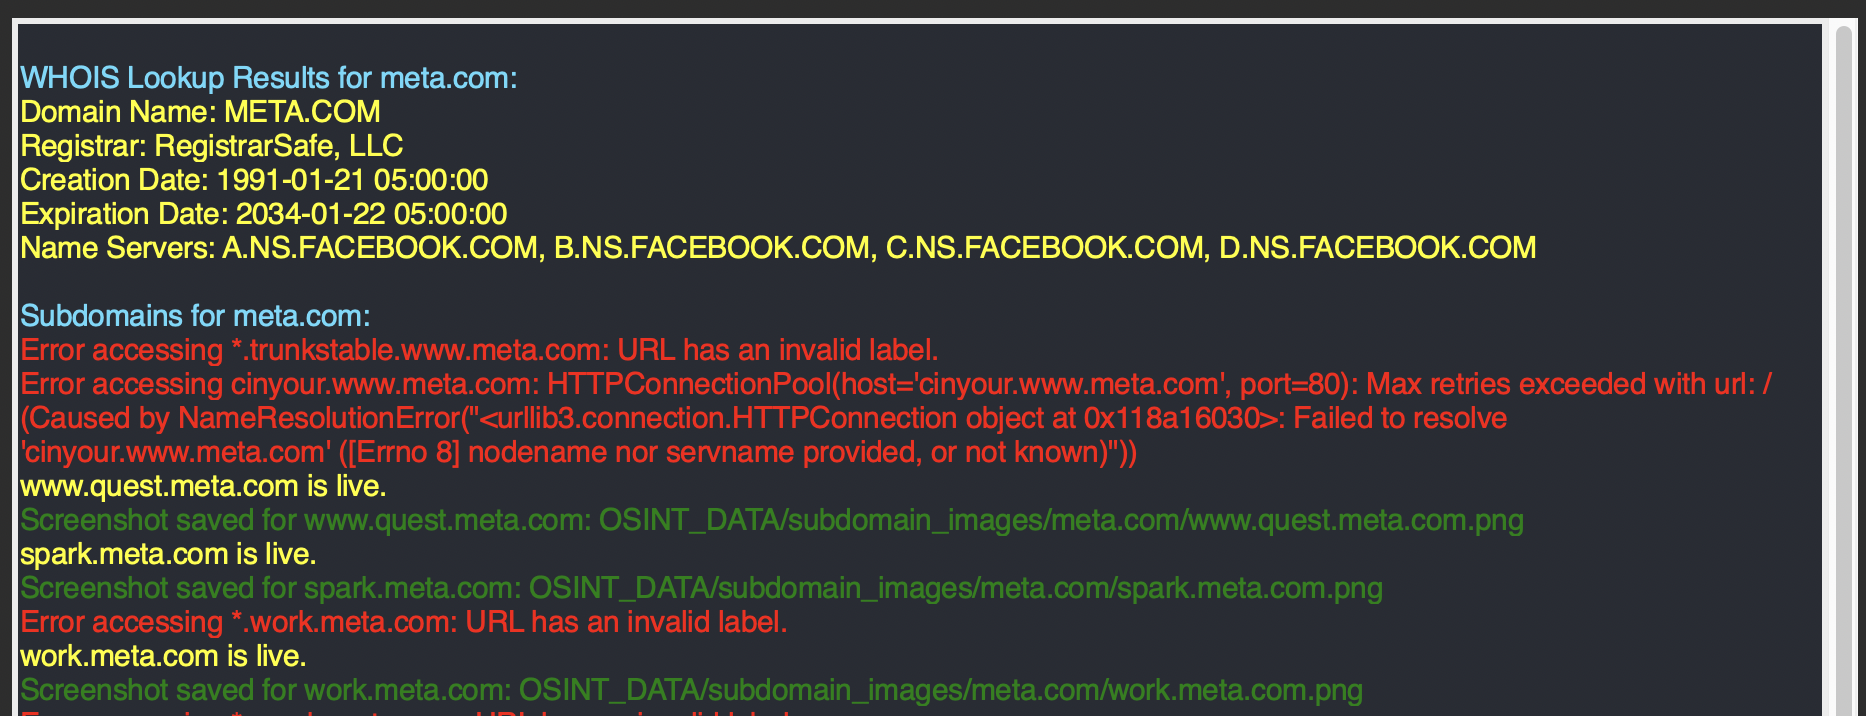 WHOIS Lookup Results for meta.com:
Domain Name: META.COM
Registrar: RegistrarSafe, LLC
Creation Date: 1991-01-21 05:00:00
Expiration Date: 2034-01-22 05:00:00
Name Servers: A.NS.FACEBOOK.COM, B.NS.FACEBOOK.COM, C.NS.FACEBOOK.COM, D.NS.FACEBOOK.COM
Subdomains for meta.com:
Error accessing *.trunkstable.www.meta.com: URL has an invalid label.
Error accessing cinyour.www.meta.com: HTTPConnectionPool(host='cinyour.www.meta.com', port=80): Max retries exceeded with url: /
(Caused by NameResolutionError("<urllib3.connection.HTTPConnection object at 0x118a16030>: Failed to resolve
'cinyour.www.meta.com' ([Errno 8] nodename nor servname provided, or not known)"))
www.quest.meta.com is live.
Screenshot saved for www.quest.meta.com: OSINT_DATA/subdomain_images/meta.com/www.quest.meta.com.png
spark.meta.com is live.
Screenshot saved for spark.meta.com: OSINT_DATA/subdomain_images/meta.com/spark.meta.com.png
Error accessing *.work.meta.com: URL has an invalid label.
work.meta.com is live.
Screenshot saved for work.meta.com: OSINT_DATA/subdomain_images/meta.com/work.meta.com.png